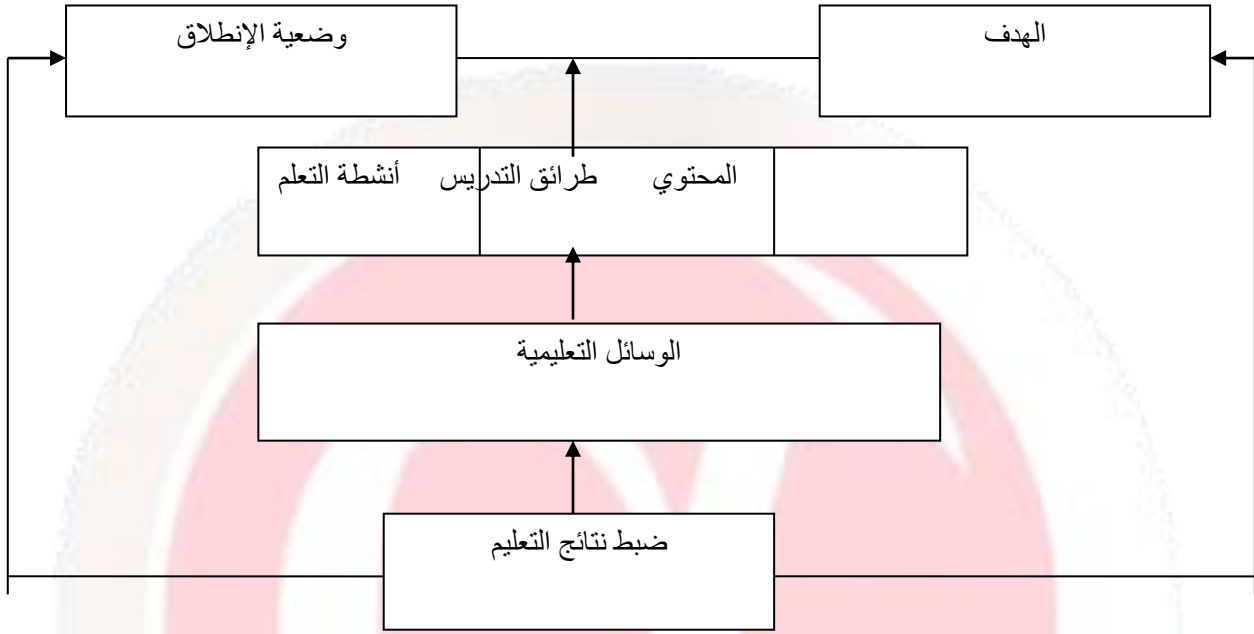 الهدف
وضعية الإنطلاق
المحتوي طرائق التدريس أنشطة التعلم
الوسائل التعليمية
ضبط نتائج التعليم